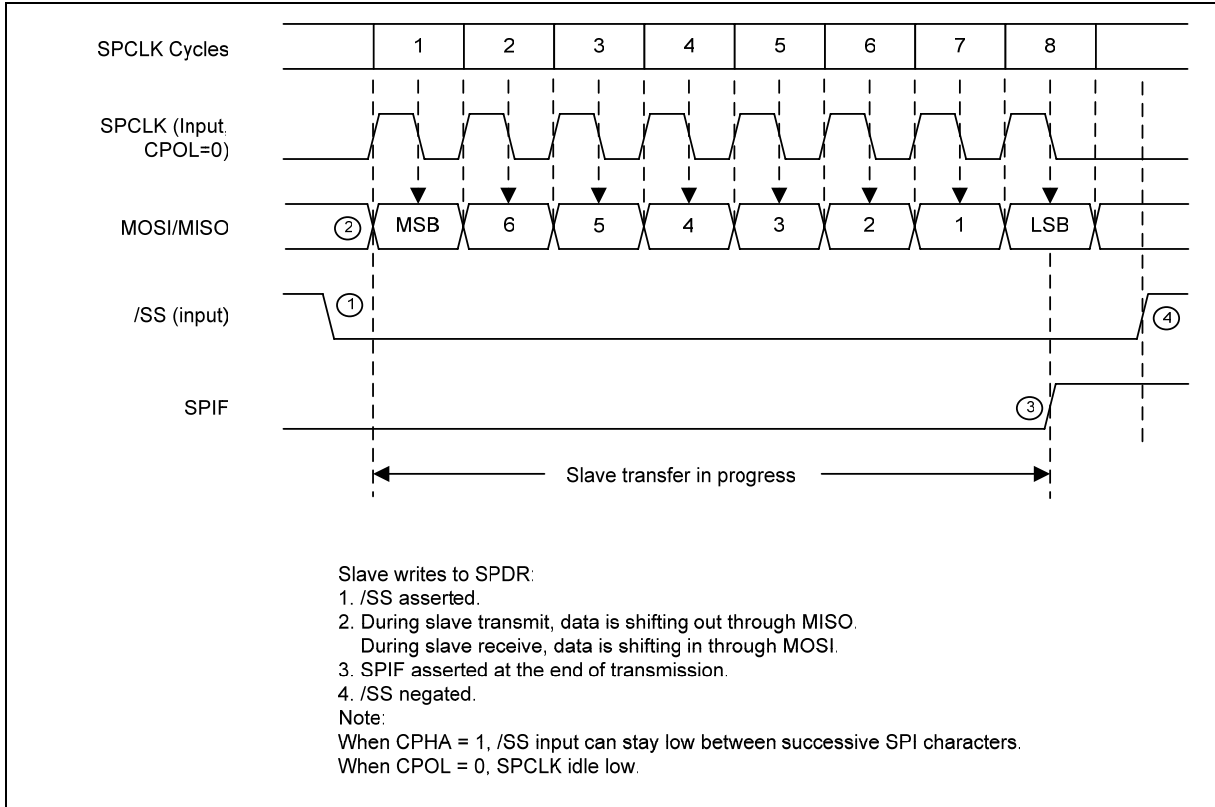 SPCLK Cycles
1 2 3 4 5 6 7 8
SPCLK (Input,
CPOL=0)
MOSI/MISO
2 MSB 6 5 4 3 2 1 LSB
/SS (input)
1
4
SPIF
3
Slave transfer in progress
Slave writes to SPDR:
1. /SS asserted.
2. During slave transmit, data is shifting out through MISO.
During slave receive, data is shifting in through MOSI.
3. SPIF asserted at the end of transmission.
4. /SS negated.
Note:
When CPHA = 1, /SS input can stay low between successive SPI characters.
When CPOL = 0, SPCLK idle low.